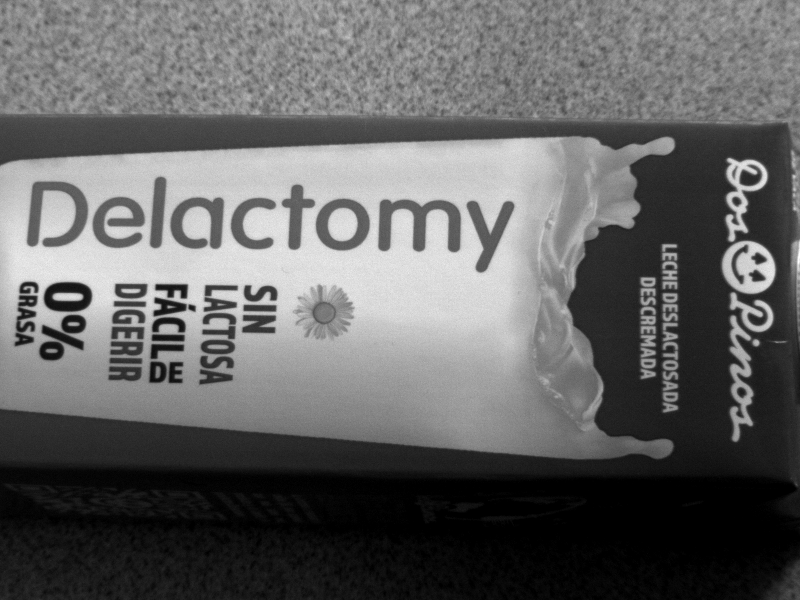 Dos Pinos
LECHE DESLACTOSADA
DESCREMADA
Delactomy
SIN
LACTOSA
FÁCIL DE
DIGERIR
0%
GRASA